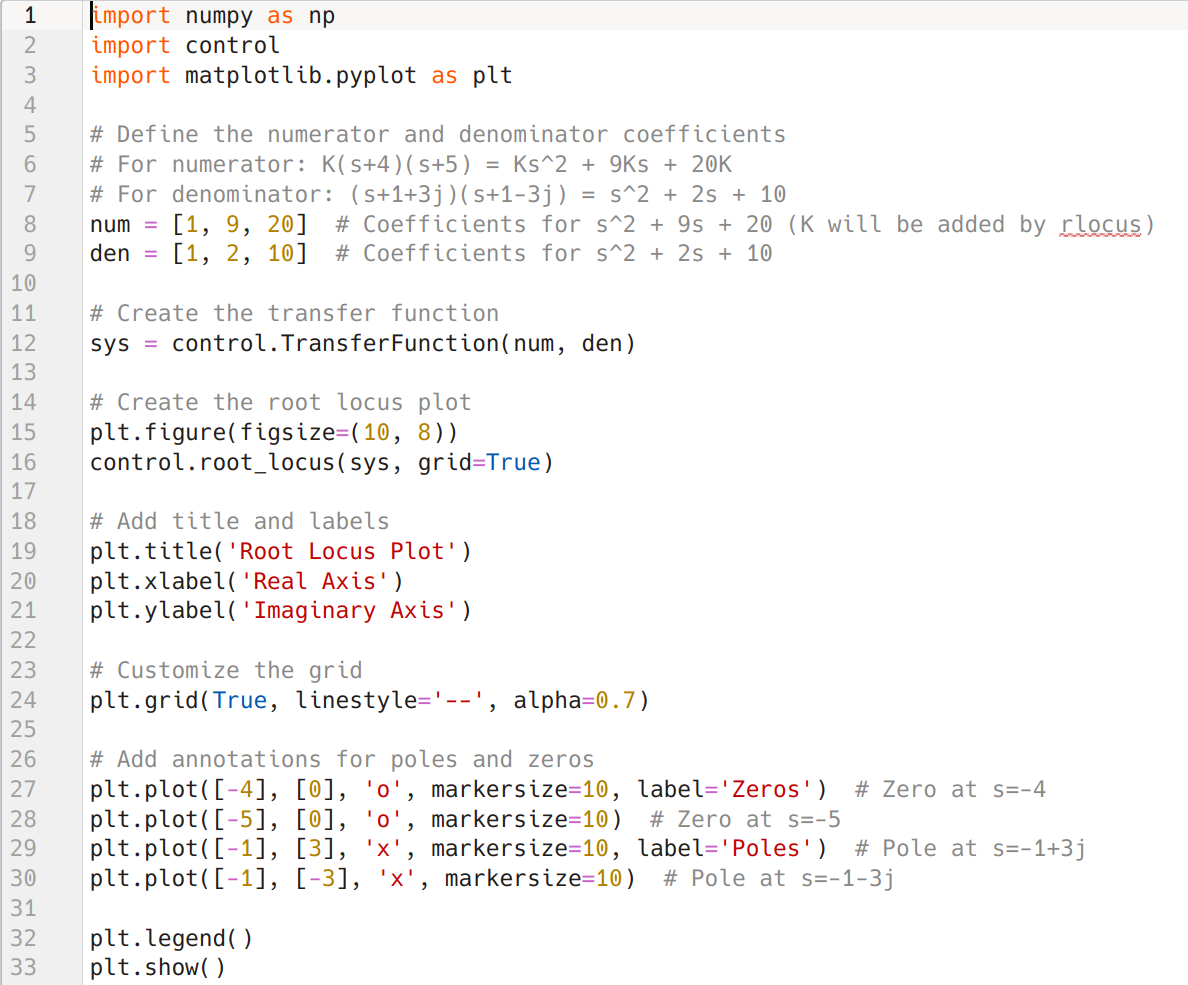 1 import numpy as np
2 import control
3 import matplotlib.pyplot as plt
4
5 # Define the numerator and denominator coefficients
6 # For numerator: K(s+4)(s+5) = Ks^2 + 9Ks + 20K
7 # For denominator: (s+1+3j)(s+1-3j) = s^2 + 2s + 10
8 num = [1, 9, 20]  # Coefficients for s^2 + 9s + 20 (K will be added by rlocus)
9 den = [1, 2, 10]  # Coefficients for s^2 + 2s + 10
10
11 # Create the transfer function
12 sys = control.TransferFunction(num, den)
13
14 # Create the root locus plot
15 plt.figure(figsize=(10, 8))
16 control.root_locus(sys, grid=True)
17
18 # Add title and labels
19 plt.title('Root Locus Plot')
20 plt.xlabel('Real Axis')
21 plt.ylabel('Imaginary Axis')
22
23 # Customize the grid
24 plt.grid(True, linestyle='--', alpha=0.7)
25
26 # Add annotations for poles and zeros
27 plt.plot([-4], [0], 'o', markersize=10, label='Zeros')  # Zero at s=-4
28 plt.plot([-5], [0], 'o', markersize=10)  # Zero at s=-5
29 plt.plot([-1], [3], 'x', markersize=10, label='Poles')  # Pole at s=-1+3j
30 plt.plot([-1], [-3], 'x', markersize=10)  # Pole at s=-1-3j
31
32 plt.legend()
33 plt.show()